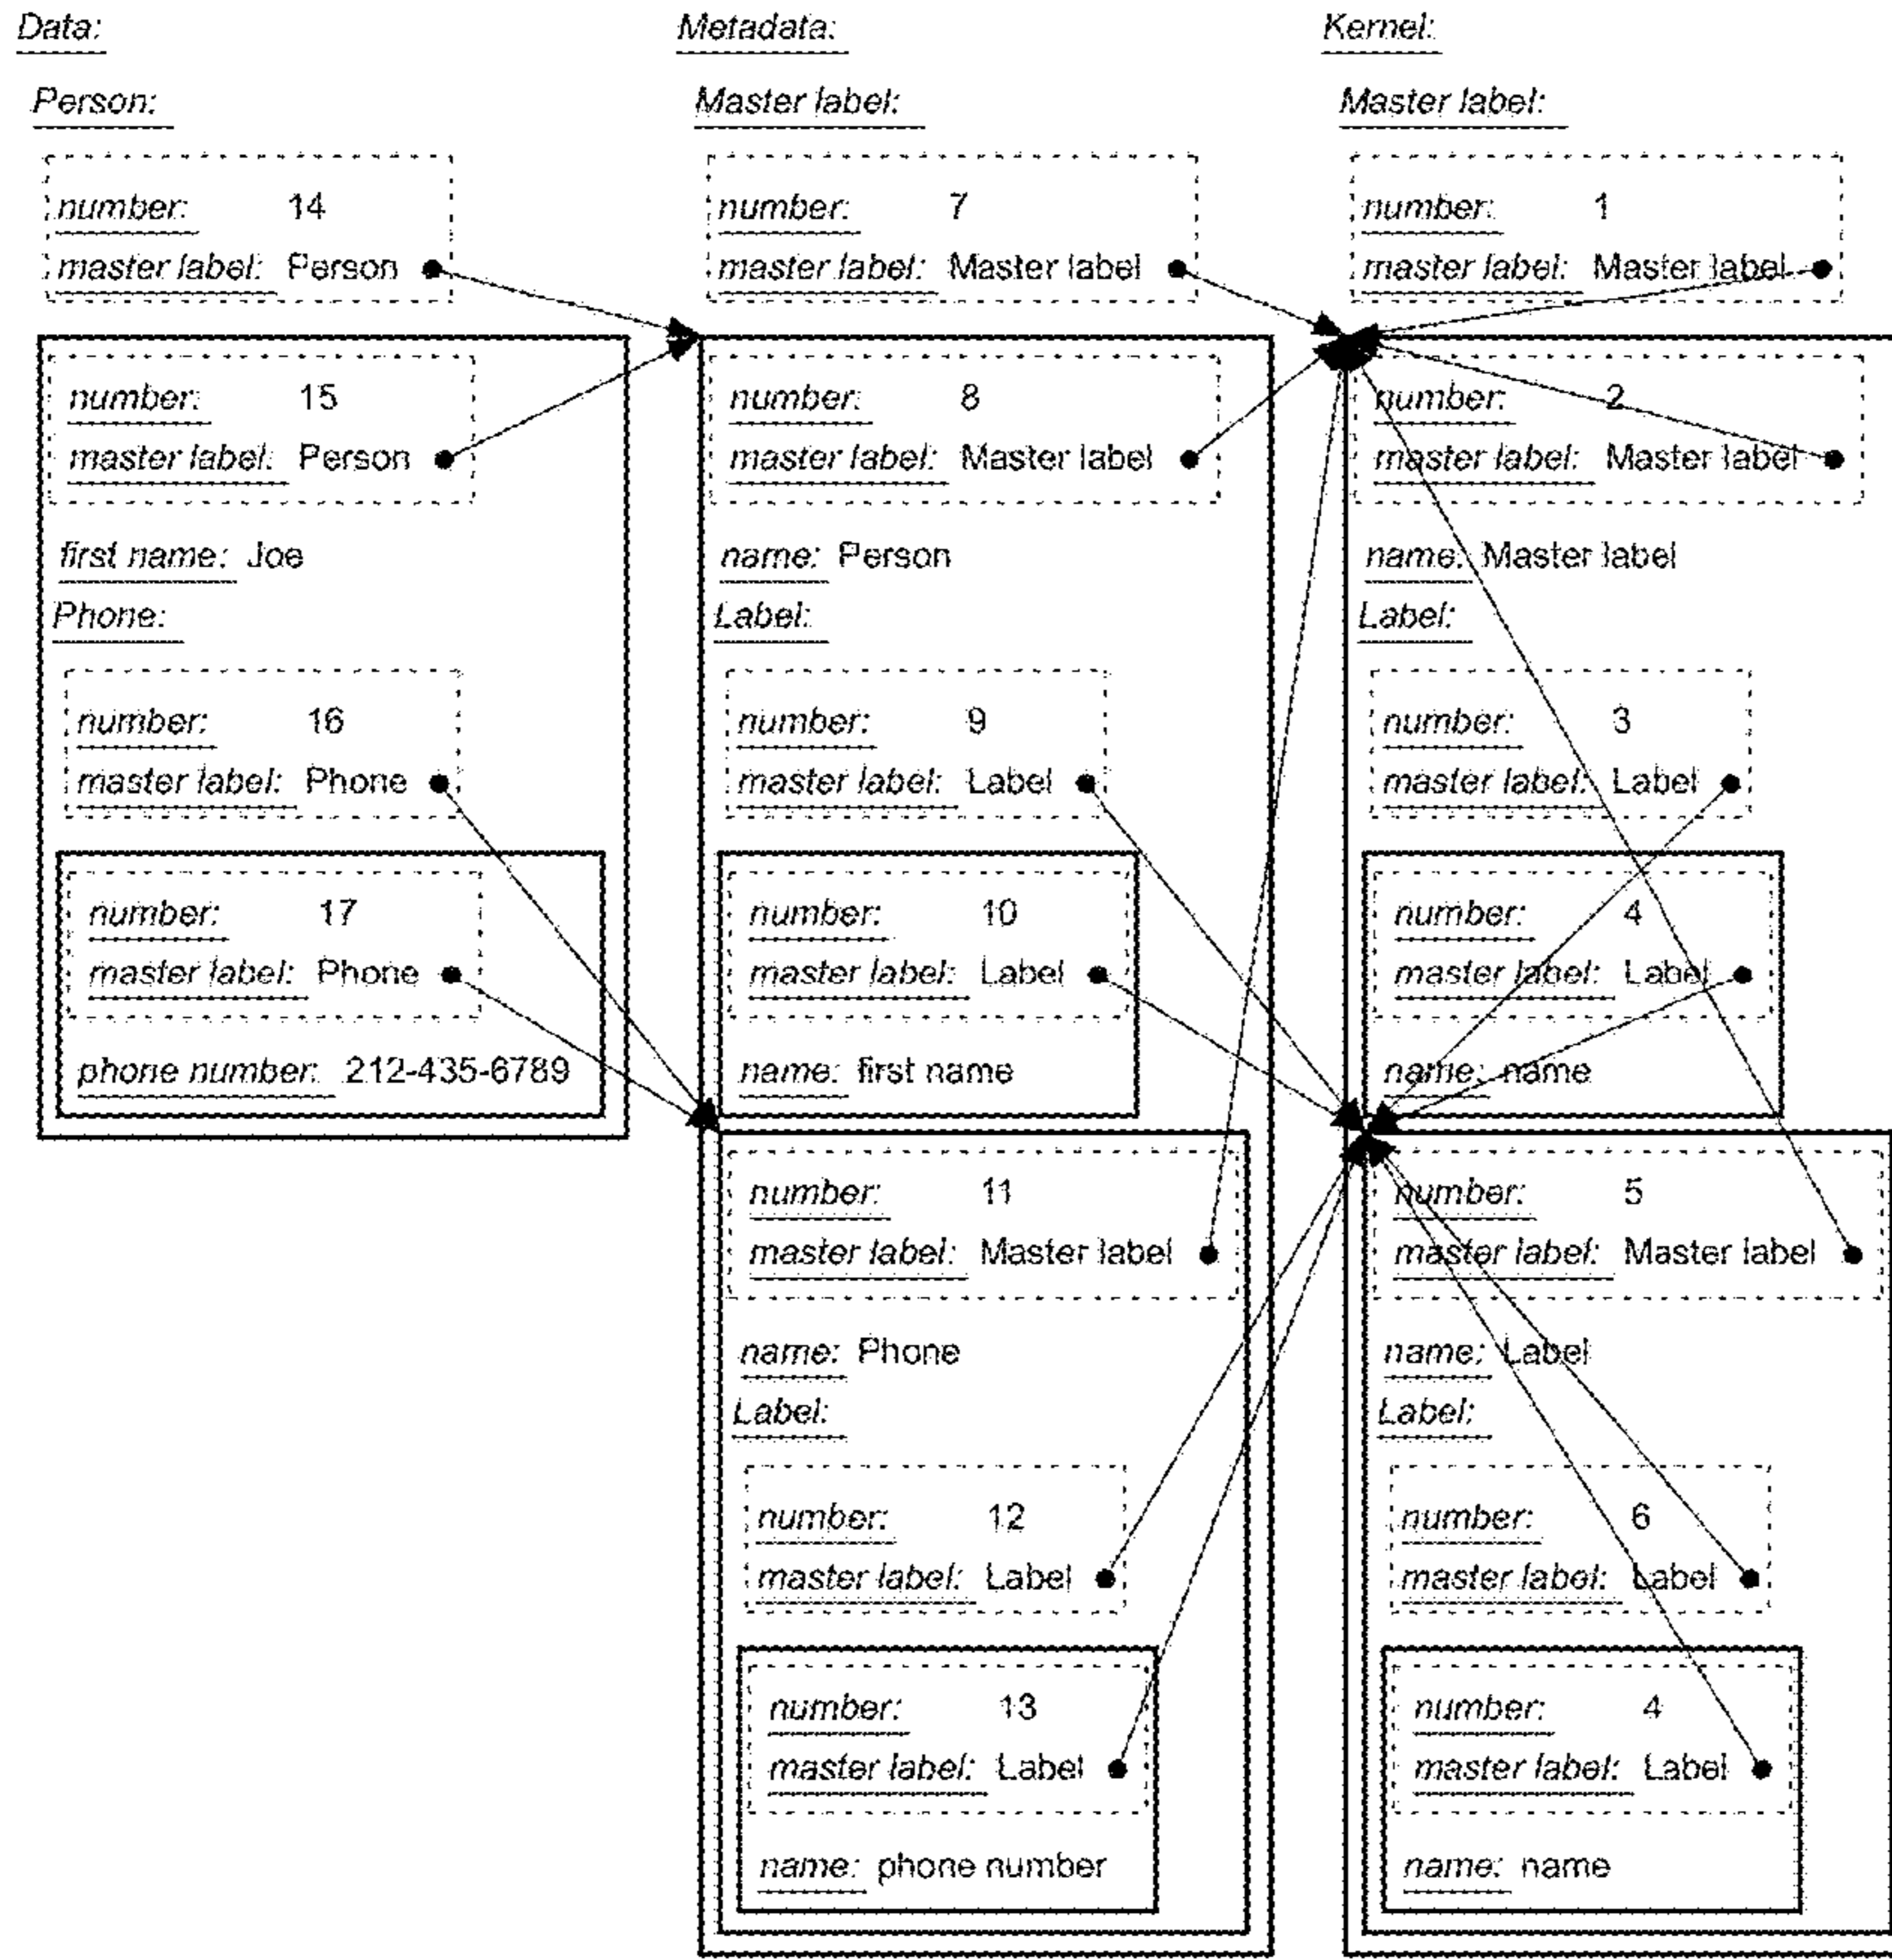 Data:
Person:
number: 14
master label: Person
number: 15
master label: Person
first name: Joe
Phone:
number: 16
master label: Phone
number: 17
master label: Phone
phone number: 212-435-6789
Metadata:
Master label:
number: 7
master label: Master label
number: 8
master label: Master label
name: Person
Label:
number: 9
master label: Label
number: 10
master label: Label
name: first name
number: 11
master label: Master label
name: Phone
Label:
number: 12
master label: Label
number: 13
master label: Label
name: phone number
Kernel:
Master label:
number: 1
master label: Master label
number: 2
master label: Master label
name: Master label
Label:
number: 3
master label: Label
number: 4
master label: Label
name: name
number: 5
master label: Master label
name: Label
Label:
number: 6
master label: Label
number: 4
master label: Label
name: name